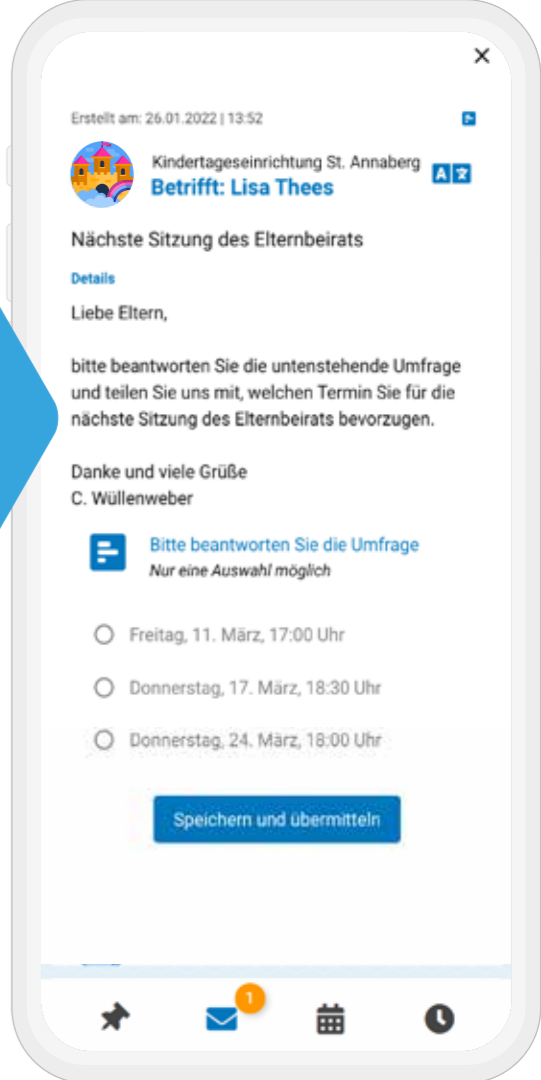 Erstellt am: 26.01.2022 | 13:52
Kindertageseinrichtung St. Annaberg
Betrifft: Lisa Thees
A 文
Nächste Sitzung des Elternbeirats
Details
Liebe Eltern,
bitte beantworten Sie die untenstehende Umfrage
und teilen Sie uns mit, welchen Termin Sie für die
nächste Sitzung des Elternbeirats bevorzugen.
Danke und viele Grüße
C. Wüllenweber
Bitte beantworten Sie die Umfrage
Nur eine Auswahl möglich
Freitag, 11. März, 17:00 Uhr
Donnerstag, 17. März, 18:30 Uhr
Donnerstag, 24. März, 18:00 Uhr
Speichern und übermitteln
1